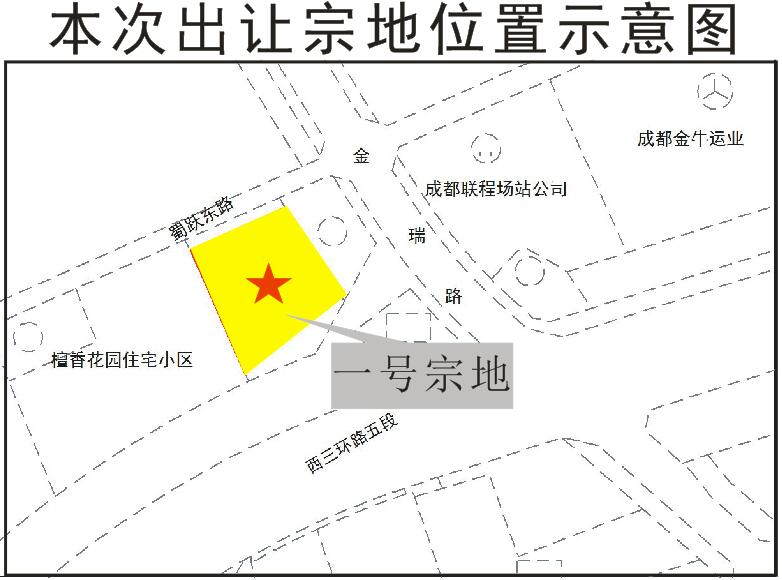 本次出让宗地位置示意图
成都金牛运业
金
成都联程场站公司
蜀跃东路
瑞
路
檀香花园住宅小区
一号宗地
西三环路五段